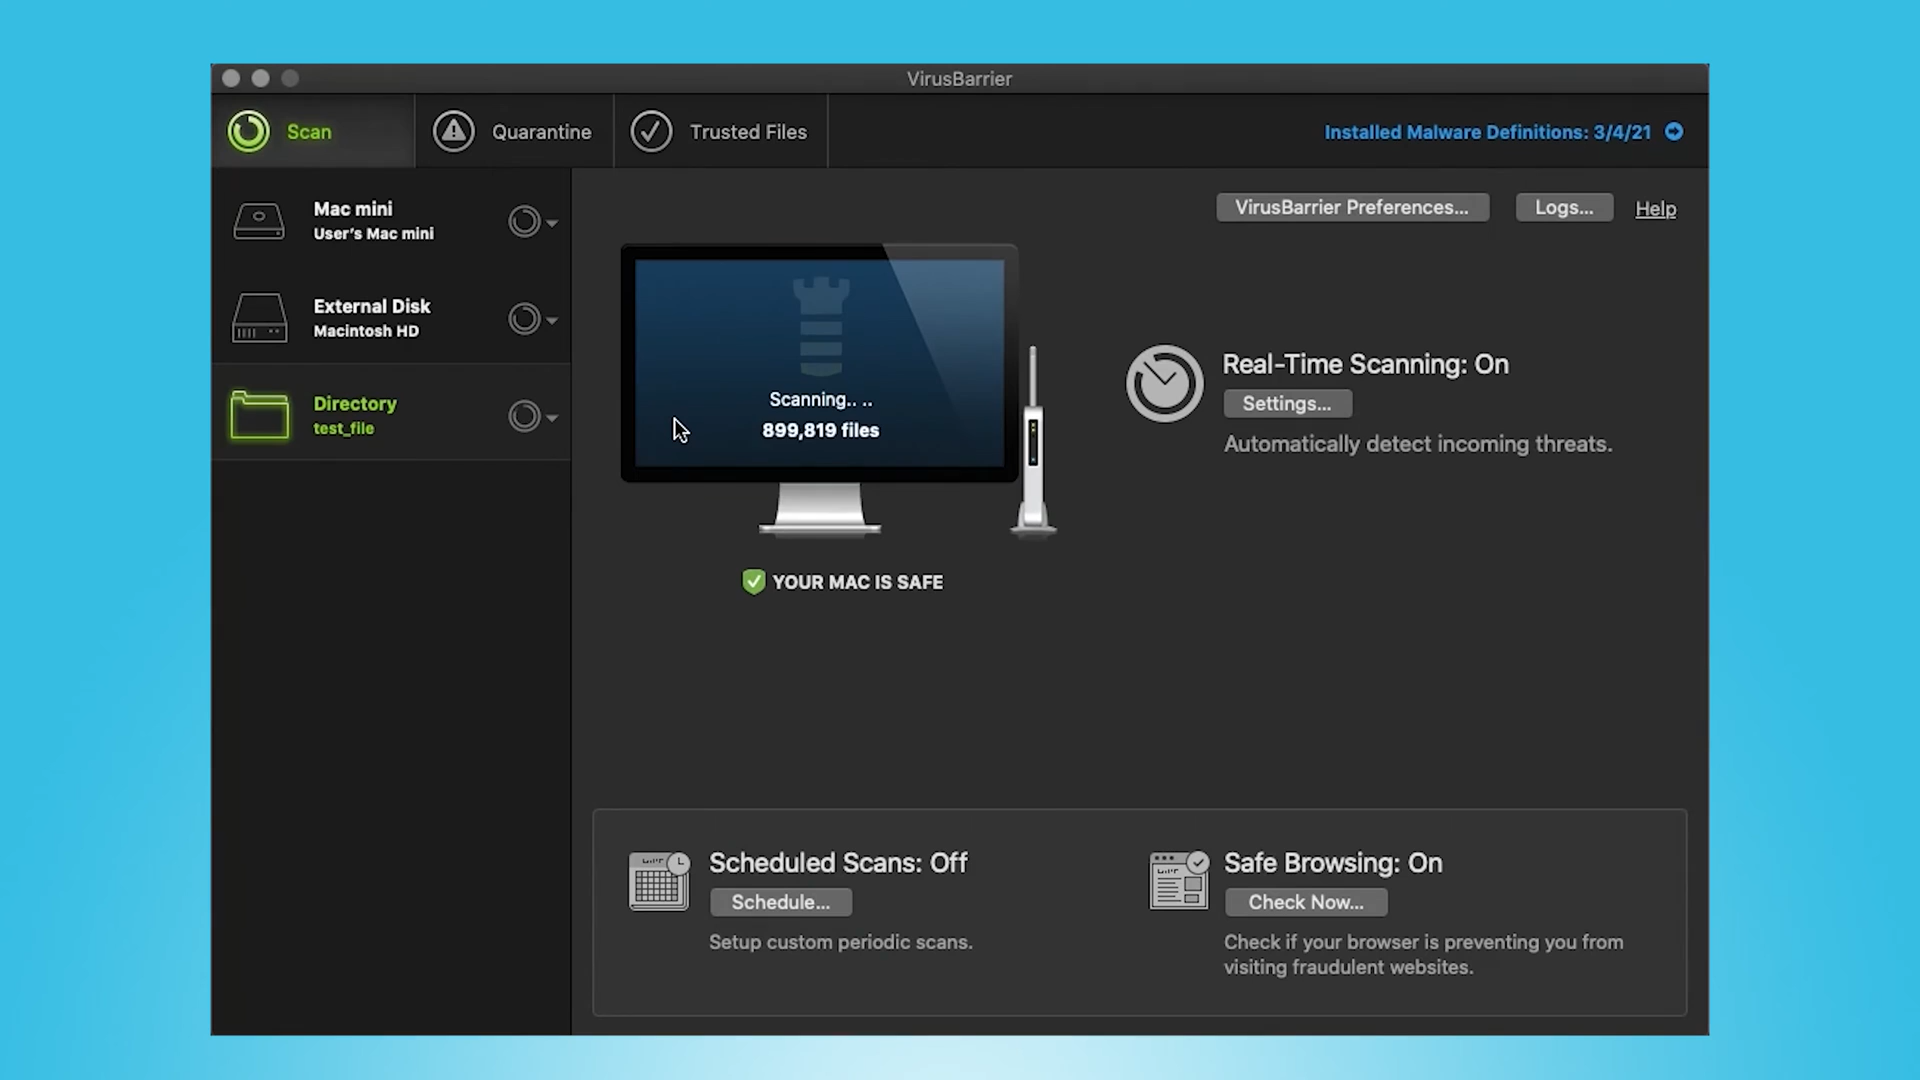 VirusBarrier
Scan
Quarantine
Trusted Files
Installed Malware Definitions: 3/4/21
Mac mini
User's Mac mini
External Disk
Macintosh HD
Directory
test_file
VirusBarrier Preferences...
Logs...
Help
Scanning.. ..
899,819 files
YOUR MAC IS SAFE
Real-Time Scanning: On
Settings...
Automatically detect incoming threats.
Scheduled Scans: Off
Schedule...
Setup custom periodic scans.
Safe Browsing: On
Check Now...
Check if your browser is preventing you from
visiting fraudulent websites.